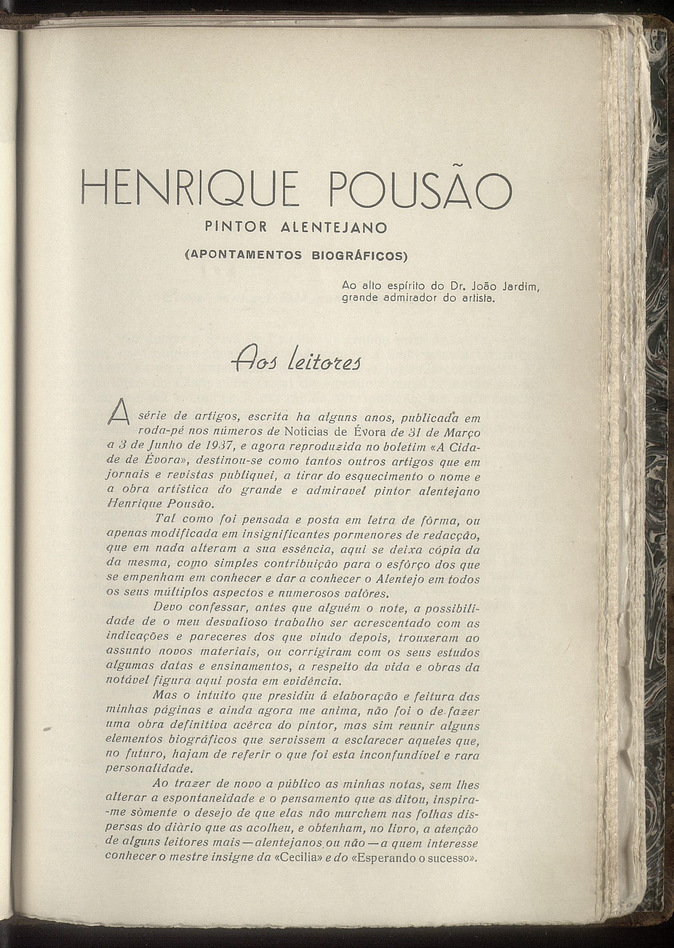 HENRIQUE POUSÃO
PINTOR ALENTEJANO
(APONTAMENTOS BIOGRÁFICOS)
Ao alto espírito do Dr. João Jardim,
grande admirador do artista.
Aos leitores
A série de artigos, escrita ha alguns anos, publicada em
roda-pé nos números de Noticias de Évora de 31 de Março
a 3 de Junho de 1937, e agora reproduzida no boletim «A Cida-
de de Évora», destinou-se como tantos outros artigos que em
jornais e revistas publiquei, a tirar do esquecimento o nome e
a obra artística do grande e admiravel pintor alentejano
Henrique Pousão.
Tal como foi pensada e posta em letra de fôrma, ou
apenas modificada em insignificantes pormenores de redacção,
que em nada alteram a sua essência, aqui se deixa cópia da
da mesma, como simples contribuïção para o esfôrço dos que
se empenham em conhecer e dar a conhecer o Alentejo em todos
os seus múltiplos aspectos e numerosos valôres.
Devo confessar, antes que alguém o note, a possibili-
dade de o meu desvalioso trabalho ser acrescentado com as
indicações e pareceres dos que vindo depois, trouxeram ao
assunto novos materiais, ou corrigiram com os seus estudos
algumas datas e ensinamentos, a respeito da vida e obras da
notável figura aqui posta em evidência.
Mas o intuito que presidiu á elaboração e feitura das
minhas páginas e ainda agora me anima, não foi o de fazer
uma obra definitiva acérca do pintor, mas sim reunir alguns
elementos biográficos que servissem a esclarecer aqueles que,
no futuro, hajam de referir o que foi esta inconfundível e rara
personalidade.
Ao trazer de novo a público as minhas notas, sem lhes
alterar a espontaneidade e o pensamento que as ditou, inspira-
-me sòmente o desejo de que elas não murchem nas folhas dis-
persas do diàrio que as acolheu, e obtenham, no livro, a atenção
de alguns leitores mais — alentejanos ou não — a quem interesse
conhecer o mestre insigne da «Cecilia» e do «Esperando o sucesso».